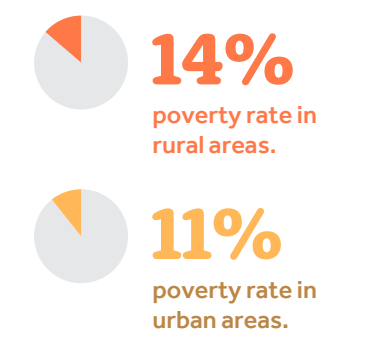 14%
poverty rate in
rural areas.
11%
poverty rate in
urban areas.